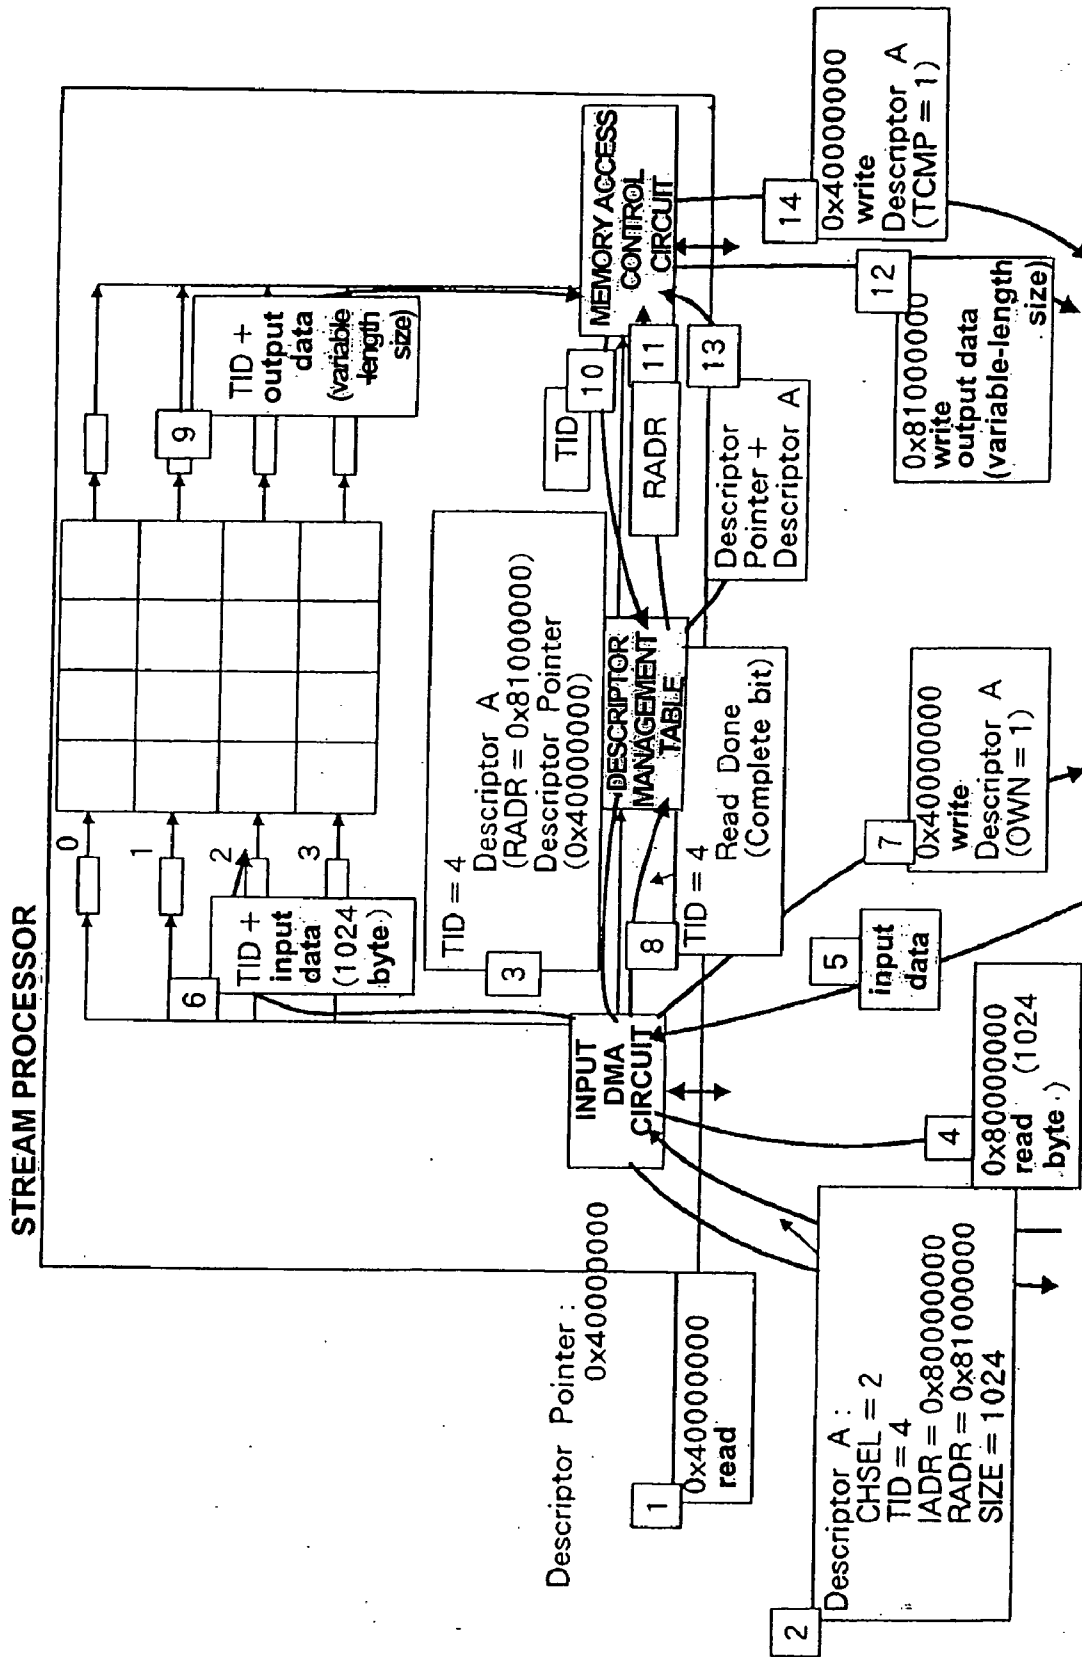 STREAM PROCESSOR
0
1
2
3
6
TID +
input
data
(1024
byte )
9
TID +
output
data
(variable
-length
size)
Descriptor Pointer :
0x40000000
1
0x40000000
read
2
Descriptor A :
CHSEL = 2
TID = 4
IADR = 0x80000000
RADR = 0x81000000
SIZE = 1024
INPUT
DMA
CIRCUIT
3
TID = 4
Descriptor A
(RADR = 0x81000000)
Descriptor Pointer
(0x40000000)
DESCRIPTOR
MANAGEMENT
TABLE
8
TID = 4
Read Done
(Complete bit)
TID
10
RADR
11
13
Descriptor
Pointer +
Descriptor A
MEMORY ACCESS
CONTROL
CIRCUIT
4
0x80000000
read (1024
byte )
5
input
data
7
0x40000000
write
Descriptor A
(OWN = 1)
12
0x81000000
write
output data
(variable-length
size)
14
0x40000000
write
Descriptor A
(TCMP = 1)